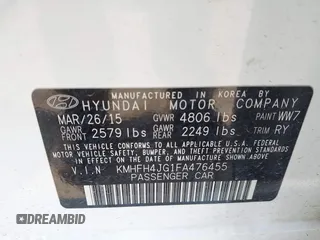 MANUFACTURED IN KOREA BY
HYUNDAI MOTOR COMPANY
MAR/26/15 GVWR 4806 lbs PAINT WW7
GAWR FRONT 2579 lbs GAWR REAR 2249 lbs TRIM RY
THIS VEHICLE CONFORMS TO ALL APPLICABLE
U.S.A. FEDERAL MOTOR VEHICLE SAFETY, BUMPER,
AND THEFT PREVENTION STANDARDS IN EFFECT ON
THE DATE OF MANUFACTURE SHOWN ABOVE.
V.I.N KMHFH4JG1FA476455
PASSENGER CAR
DREAMBID